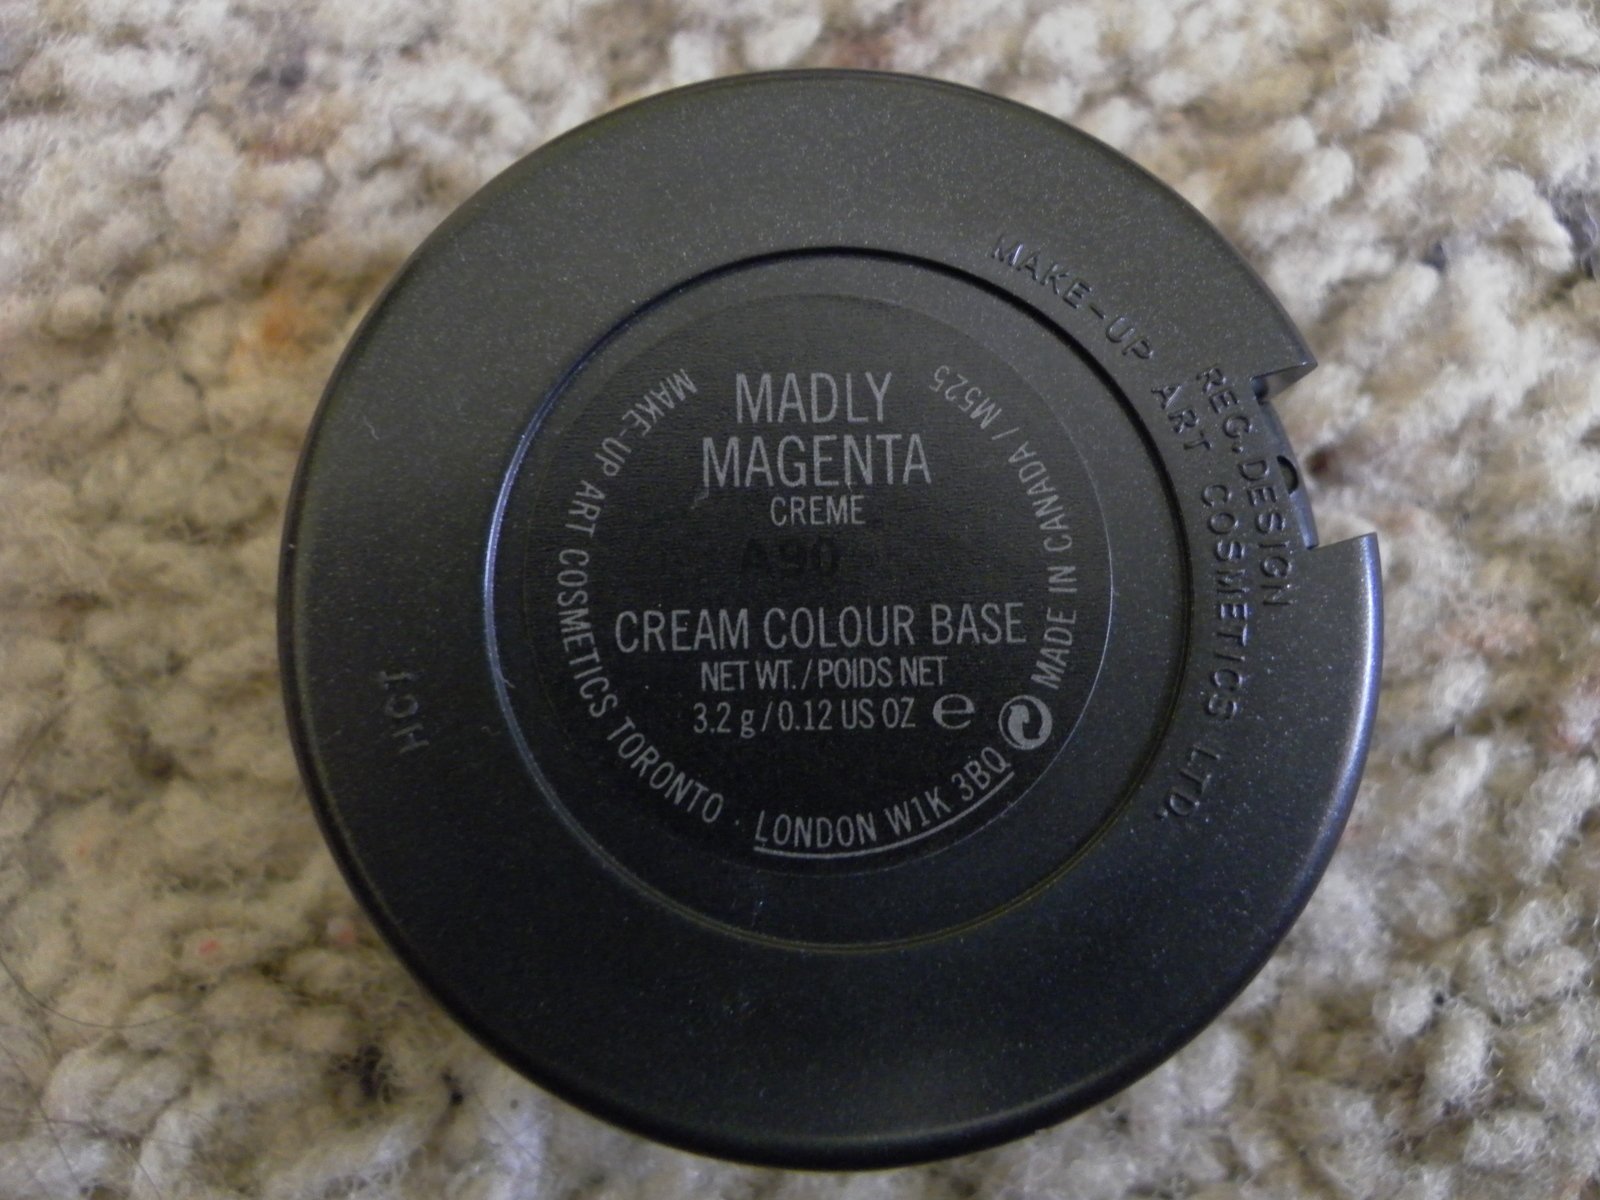 MADLY
MAGENTA
CREME
A90
CREAM COLOUR BASE
NET WT./POIDS NET
3.2 g/0.12 US OZ e
MAKE-UP ART COSMETICS TORONTO · LONDON W1K 3BQ
MADE IN CANADA / M525
MAKE-UP ART COSMETICS LTD.
REG. DESIGN